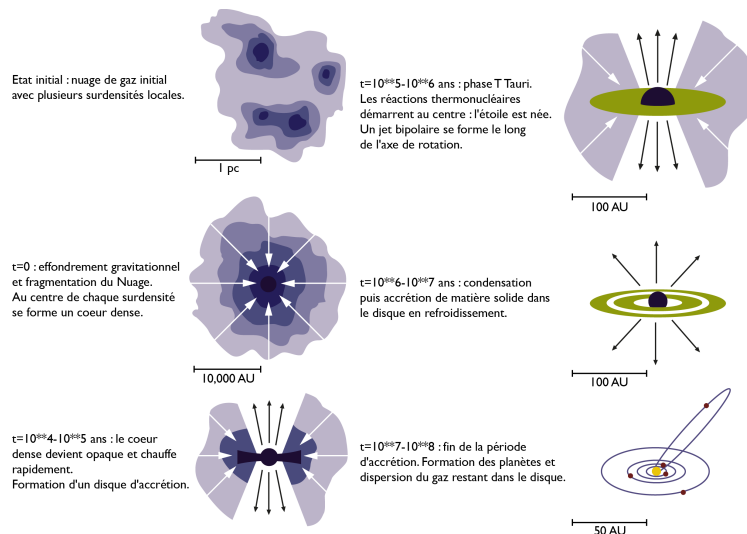 Etat initial : nuage de gaz initial
avec plusieurs surdensités locales.
1 pc
t=0 : effondrement gravitationnel
et fragmentation du Nuage.
Au centre de chaque surdensité
se forme un coeur dense.
10,000 AU
t=10**4-10**5 ans : le coeur
dense devient opaque et chauffe
rapidement.
Formation d'un disque d'accrétion.
t=10**5-10**6 ans : phase T Tauri.
Les réactions thermonucléaires
démarrent au centre : l'étoile est née.
Un jet bipolaire se forme le long
de l'axe de rotation.
100 AU
t=10**6-10**7 ans : condensation
puis accrétion de matière solide dans
le disque en refroidissement.
100 AU
t=10**7-10**8 : fin de la période
d'accrétion. Formation des planètes et
dispersion du gaz restant dans le disque.
50 AU